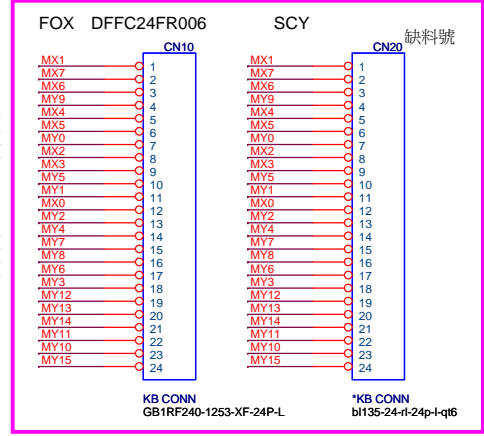 FOX DFFC24FR006
SCY
缺料號
CN10
MX1 1
MX7 2
MX6 3
MY9 4
MX4 5
MX5 6
MY0 7
MX2 8
MX3 9
MY5 10
MY1 11
MX0 12
MY2 13
MY4 14
MY7 15
MY8 16
MY6 17
MY3 18
MY12 19
MY13 20
MY14 21
MY11 22
MY10 23
MY15 24
KB CONN
GB1RF240-1253-XF-24P-L
CN20
MX1 1
MX7 2
MX6 3
MY9 4
MX4 5
MX5 6
MY0 7
MX2 8
MX3 9
MY5 10
MY1 11
MX0 12
MY2 13
MY4 14
MY7 15
MY8 16
MY6 17
MY3 18
MY12 19
MY13 20
MY14 21
MY11 22
MY10 23
MY15 24
*KB CONN
bl135-24-rl-24p-l-qt6